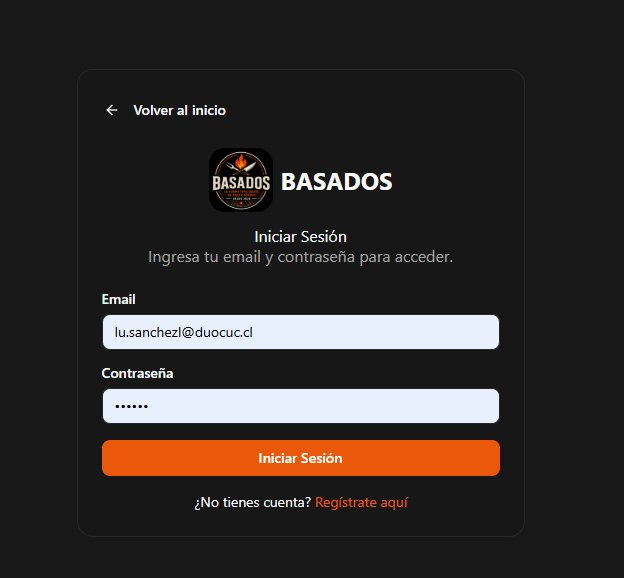 ← Volver al inicio
BASADOS
BASADOS
Iniciar Sesión
Ingresa tu email y contraseña para acceder.
Email
lu.sanchezl@duocuc.cl
Contraseña
••••••
Iniciar Sesión
¿No tienes cuenta? Regístrate aquí